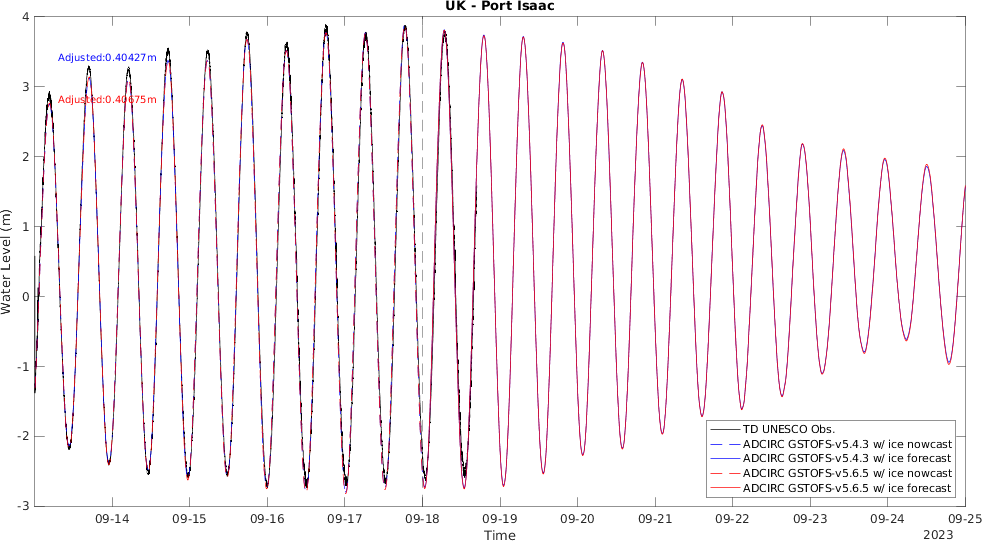 UK - Port Isaac
4
3
2
1
0
-1
-2
-3
Water Level (m)
Adjusted:0.40427m
Adjusted:0.40675m
TD UNESCO Obs.
ADCIRC GSTOFS-v5.4.3 w/ ice nowcast
ADCIRC GSTOFS-v5.4.3 w/ ice forecast
ADCIRC GSTOFS-v5.6.5 w/ ice nowcast
ADCIRC GSTOFS-v5.6.5 w/ ice forecast
09-14 09-15 09-16 09-17 09-18 09-19 09-20 09-21 09-22 09-23 09-24 09-25
Time
2023